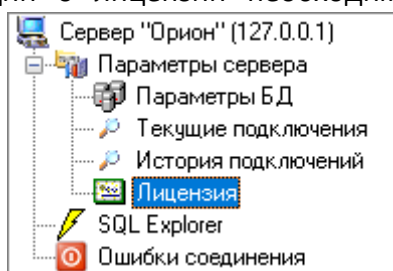 Сервер "Орион" (127.0.0.1)
Параметры сервера
Параметры БД
Текущие подключения
История подключений
Лицензия
SQL Explorer
Ошибки соединения